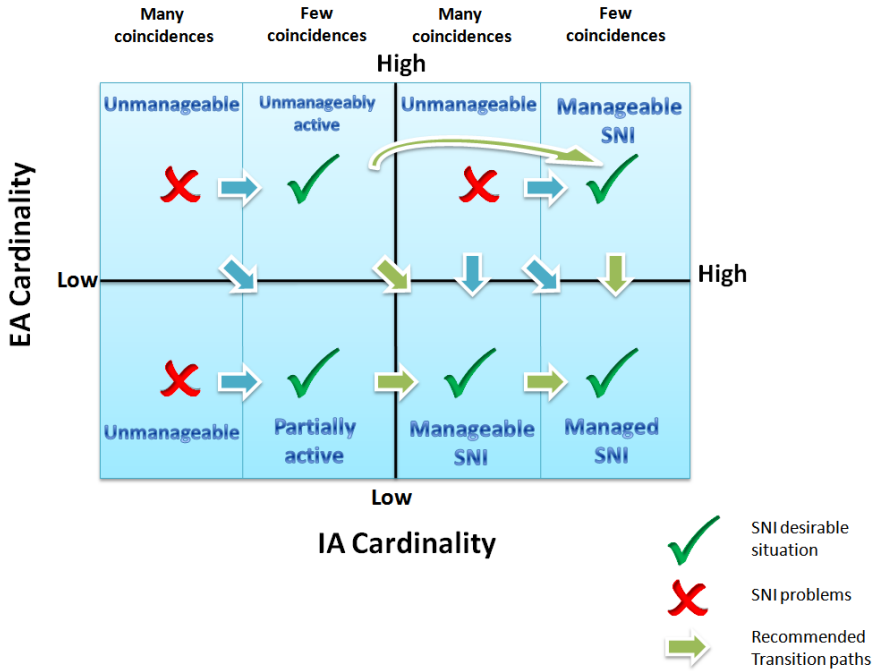 Many
coincidences
Few
coincidences
Many
coincidences
Few
coincidences
High
Unmanageable
Unmanageably
active
Unmanageable
Manageable
SNI
EA Cardinality
Low
High
Unmanageable
Partially
active
Manageable
SNI
Managed
SNI
Low
IA Cardinality
SNI desirable
situation
SNI problems
Recommended
Transition paths